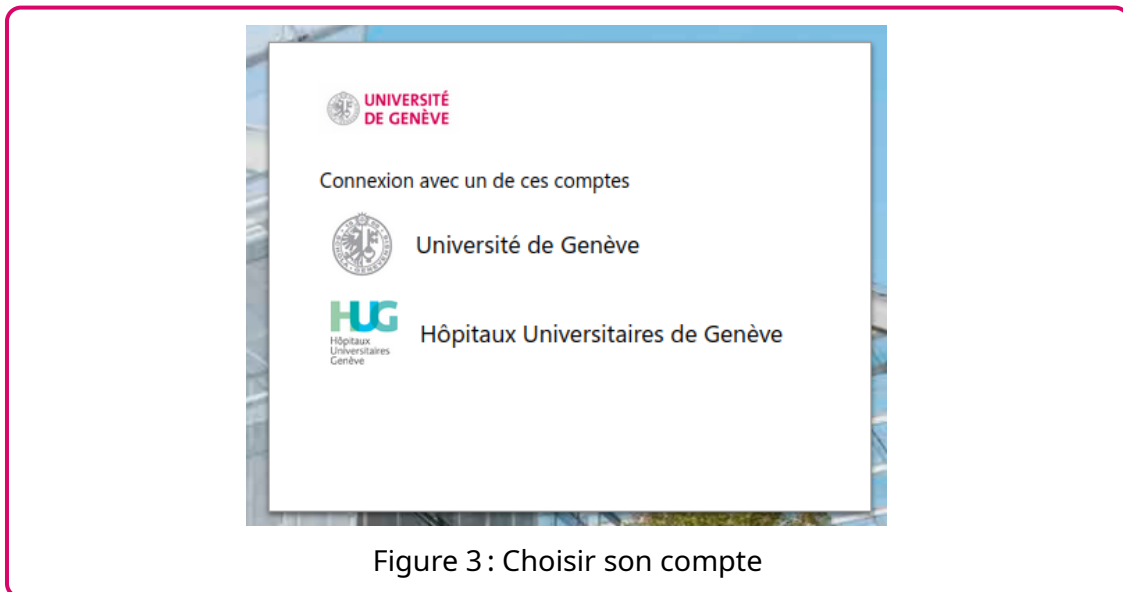 UNIVERSITÉ
DE GENÈVE
Connexion avec un de ces comptes
Université de Genève
HUG
Hôpitaux
Universitaires
Genève
Hôpitaux Universitaires de Genève
Figure 3 : Choisir son compte